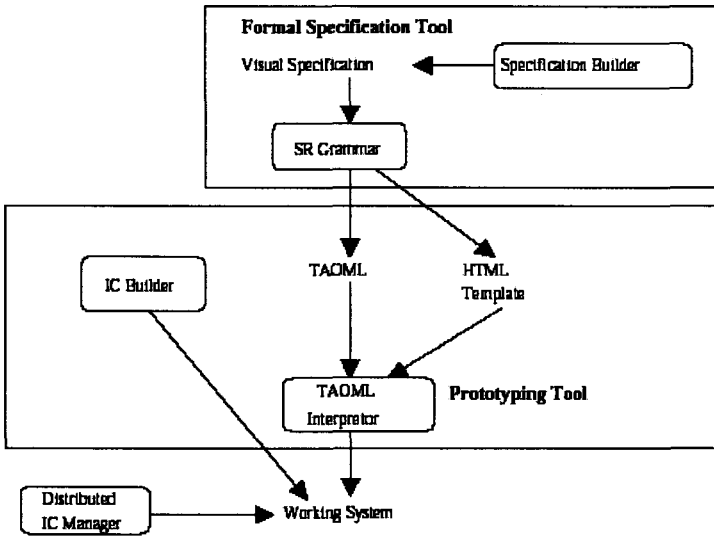 Formal Specification Tool
Visual Specification
Specification Builder
SR Grammar
TAOML
HTML
Template
IC Builder
TAOML
Interpretor
Prototyping Tool
Distributed
IC Manager
Working System